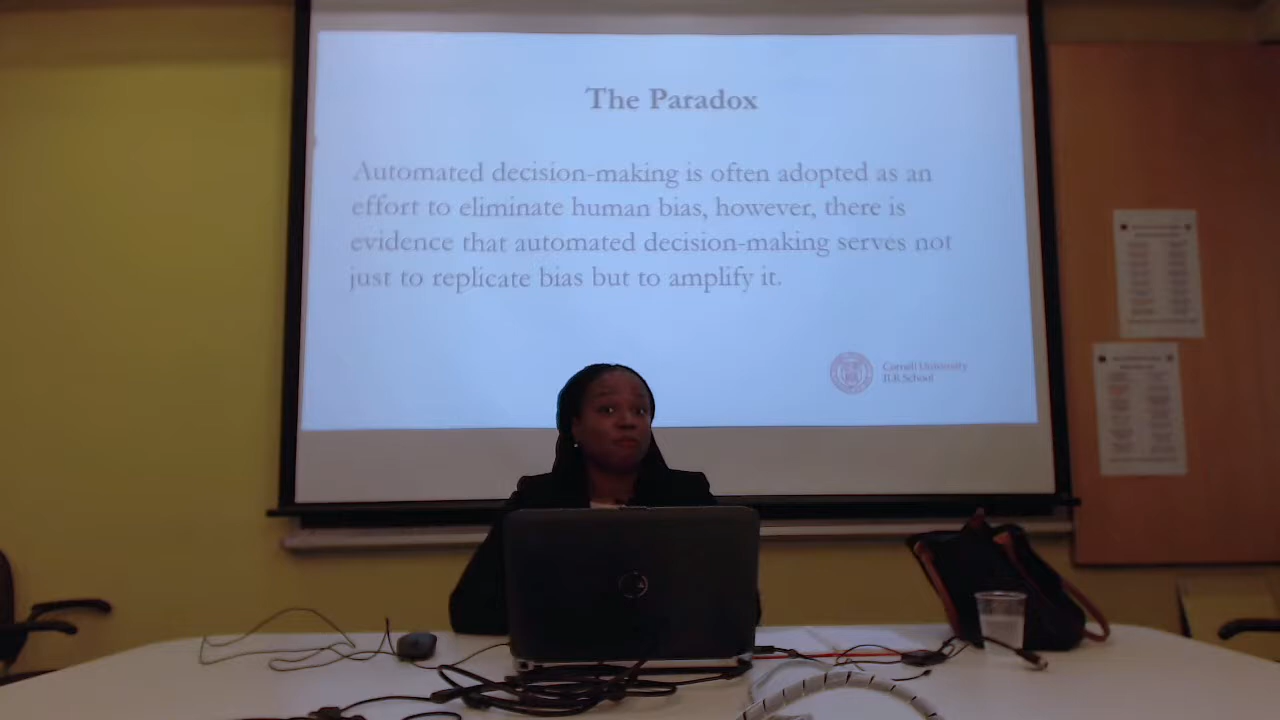 The Paradox
Automated decision-making is often adopted as an
effort to eliminate human bias, however, there is
evidence that automated decision-making serves not
just to replicate bias but to amplify it.
Cornell University
ILR School